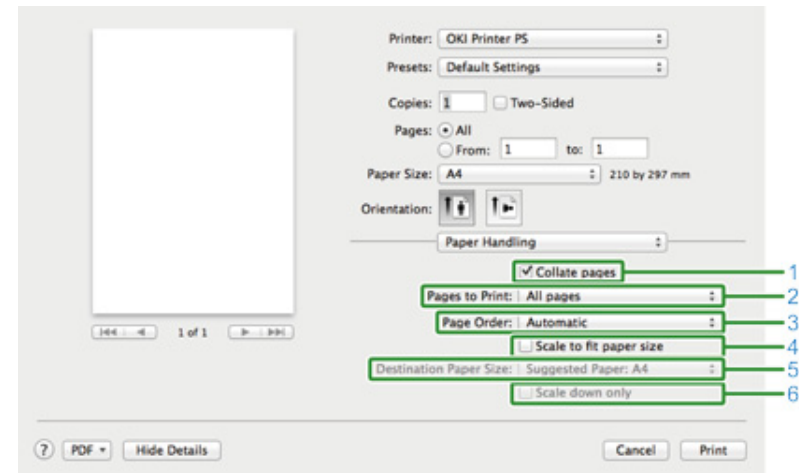 Printer: OKI Printer PS
Presets: Default Settings
Copies: 1 Two-Sided
Pages: All
From: 1 to: 1
Paper Size: A4 210 by 297 mm
Orientation:
Paper Handling
Collate pages 1
Pages to Print: All pages 2
Page Order: Automatic 3
Scale to fit paper size 4
Destination Paper Size: Suggested Paper: A4 5
Scale down only 6
1 of 1
? PDF Hide Details Cancel Print